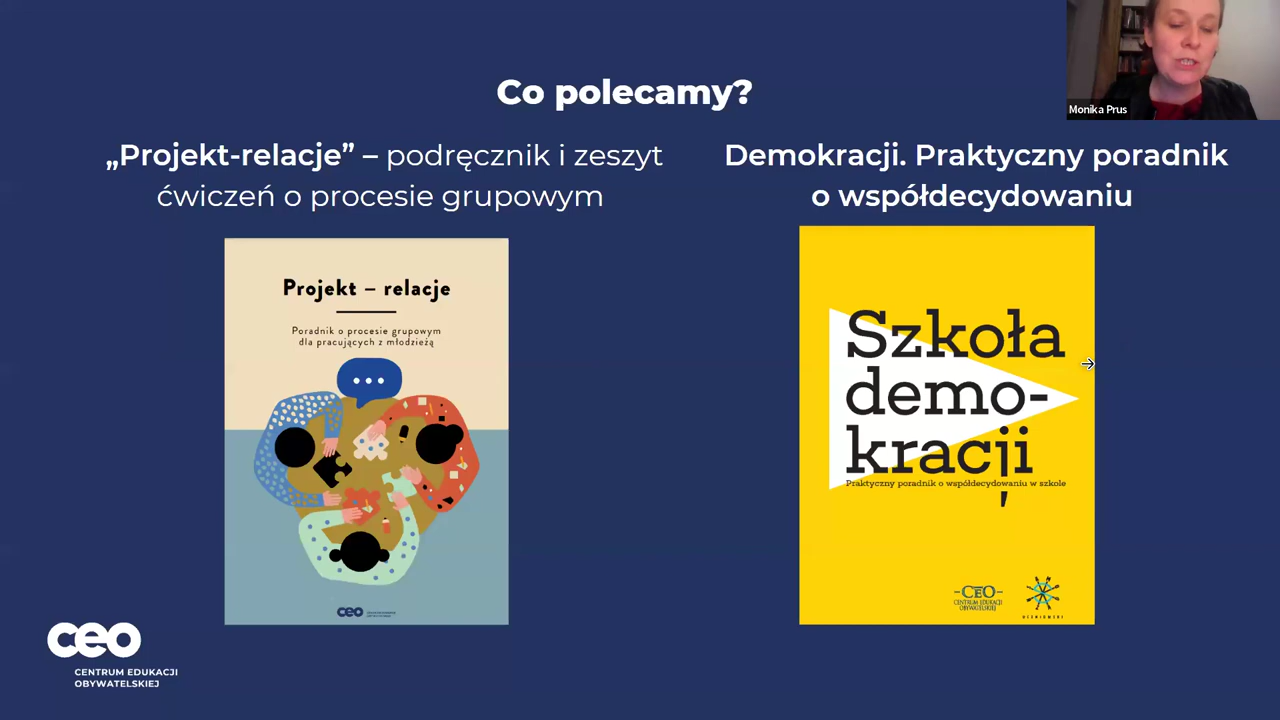 Co polecamy?
Monika Prus
„Projekt-relacje” – podręcznik i zeszyt
ćwiczeń o procesie grupowym
Demokracji. Praktyczny poradnik
o współdecydowaniu
Projekt – relacje
Poradnik o procesie grupowym
dla pracujących z młodzieżą
ceo
Szkoła
demo-
kracji
Praktyczny poradnik o współdecydowaniu w szkole
CEO
CENTRUM EDUKACJI
OBYWATELSKIEJ
ceo
CENTRUM EDUKACJI
OBYWATELSKIEJ